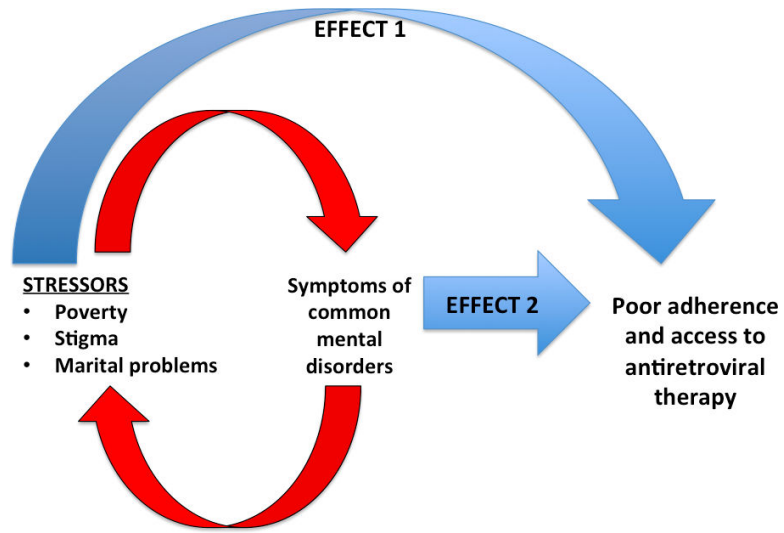 EFFECT 1
STRESSORS
• Poverty
• Stigma
• Marital problems
Symptoms of
common
mental
disorders
EFFECT 2
Poor adherence
and access to
antiretroviral
therapy